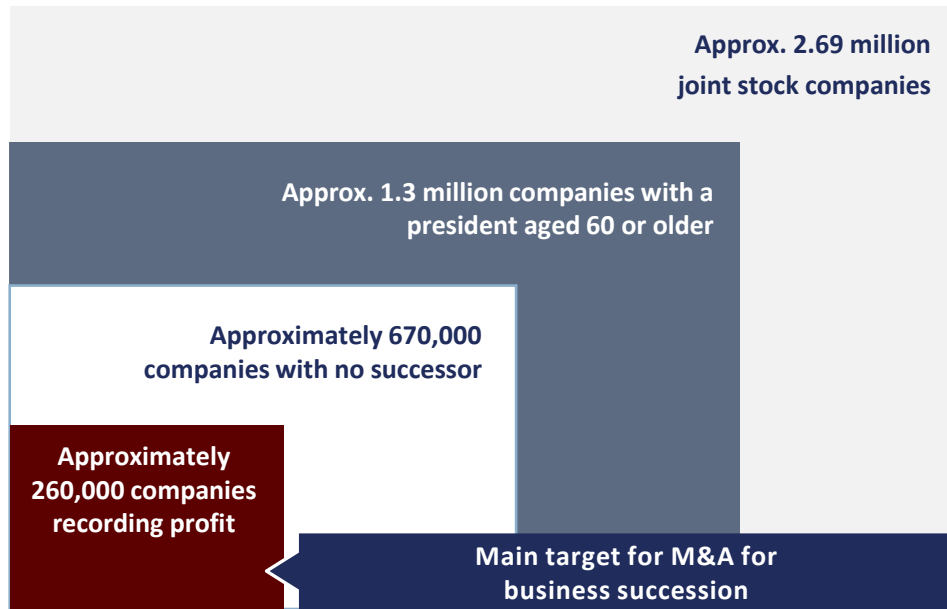 Approx. 2.69 million
joint stock companies
Approx. 1.3 million companies with a
president aged 60 or older
Approximately 670,000
companies with no successor
Approximately
260,000 companies
recording profit
Main target for M&A for
business succession